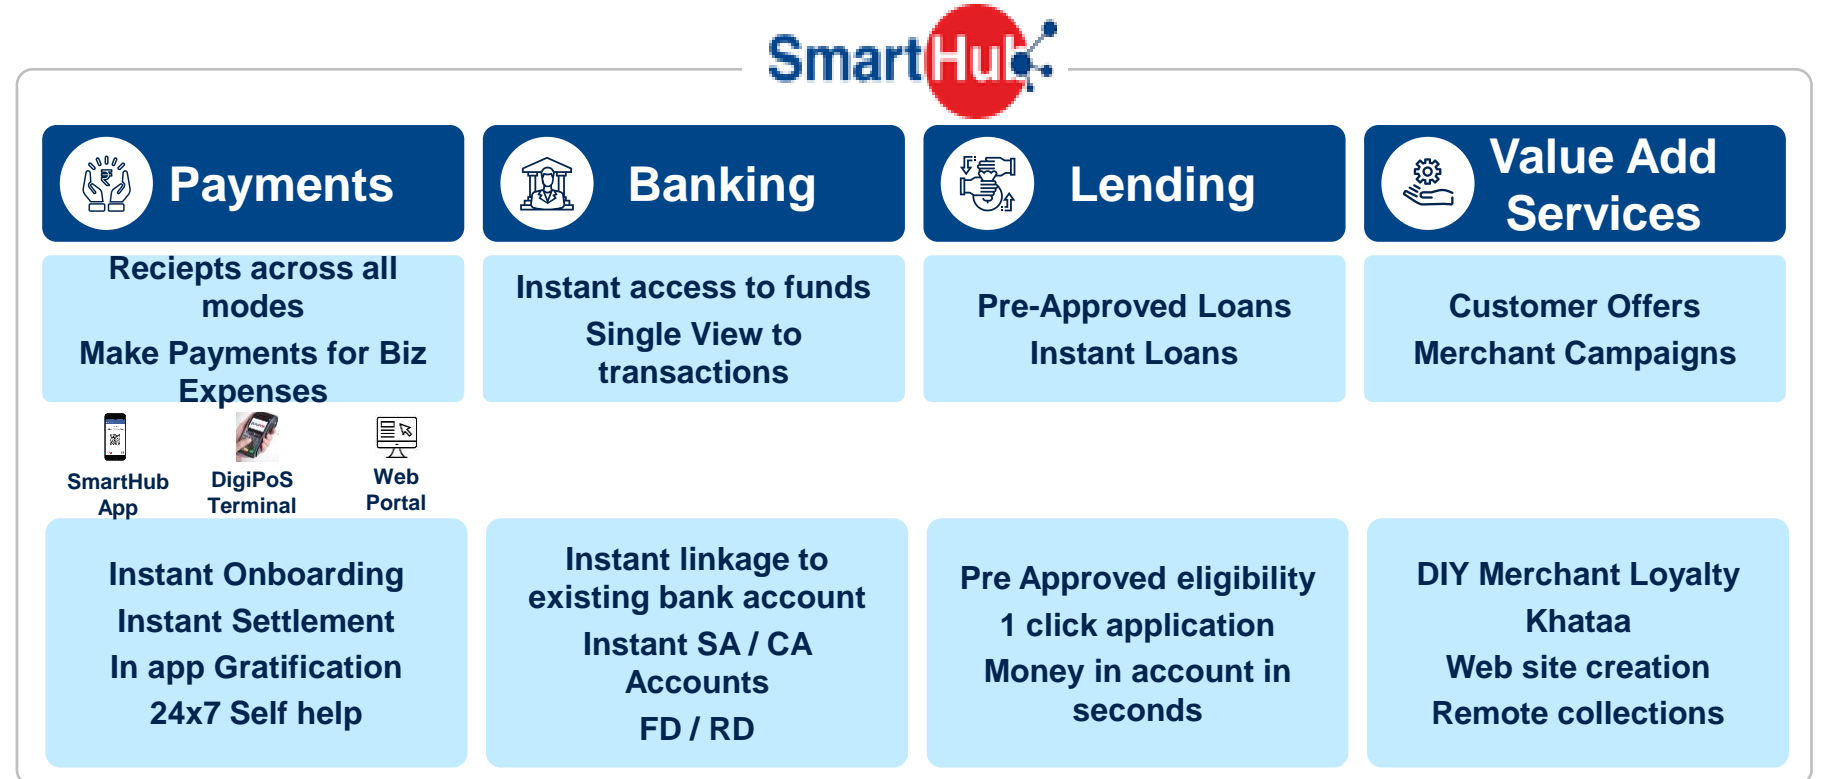 SmartHub
Payments
Banking
Lending
Value Add
Services
Reciepts across all
modes
Make Payments for Biz
Expenses
Instant access to funds
Single View to
transactions
Pre-Approved Loans
Instant Loans
Customer Offers
Merchant Campaigns
SmartHub
App
DigiPoS
Terminal
Web
Portal
Instant Onboarding
Instant Settlement
In app Gratification
24x7 Self help
Instant linkage to
existing bank account
Instant SA / CA
Accounts
FD / RD
Pre Approved eligibility
1 click application
Money in account in
seconds
DIY Merchant Loyalty
Khataa
Web site creation
Remote collections